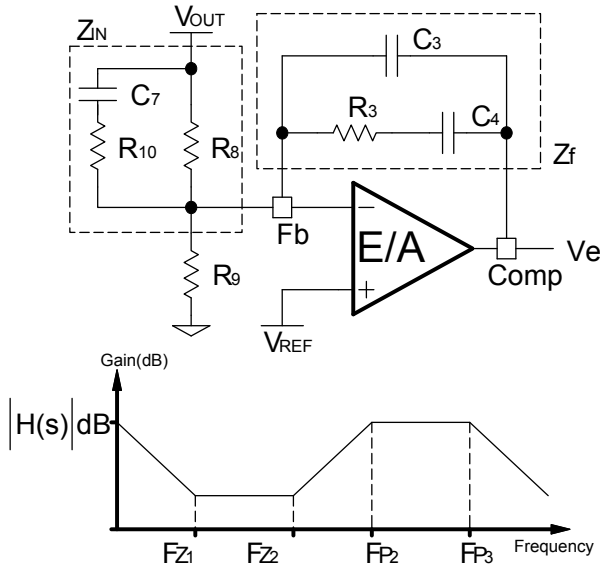 ZIN
VOUT
C3
C7
R3
C4
R10
R8
Zf
Fb
E/A
Ve
R9
Comp
VREF
Gain(dB)
|H(s)|dB
FZ1 FZ2 FP2 FP3 Frequency